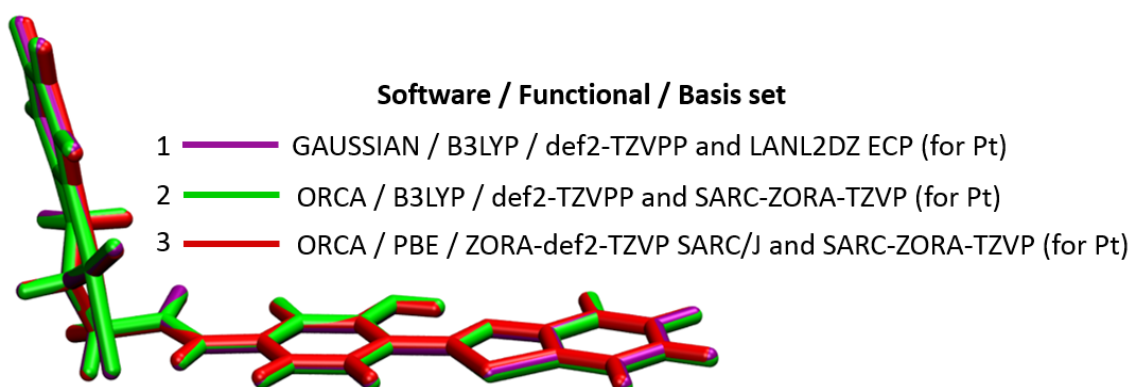 Software / Functional / Basis set
1 GAUSSIAN / B3LYP / def2-TZVPP and LANL2DZ ECP (for Pt)
2 ORCA / B3LYP / def2-TZVPP and SARC-ZORA-TZVP (for Pt)
3 ORCA / PBE / ZORA-def2-TZVP SARC/J and SARC-ZORA-TZVP (for Pt)